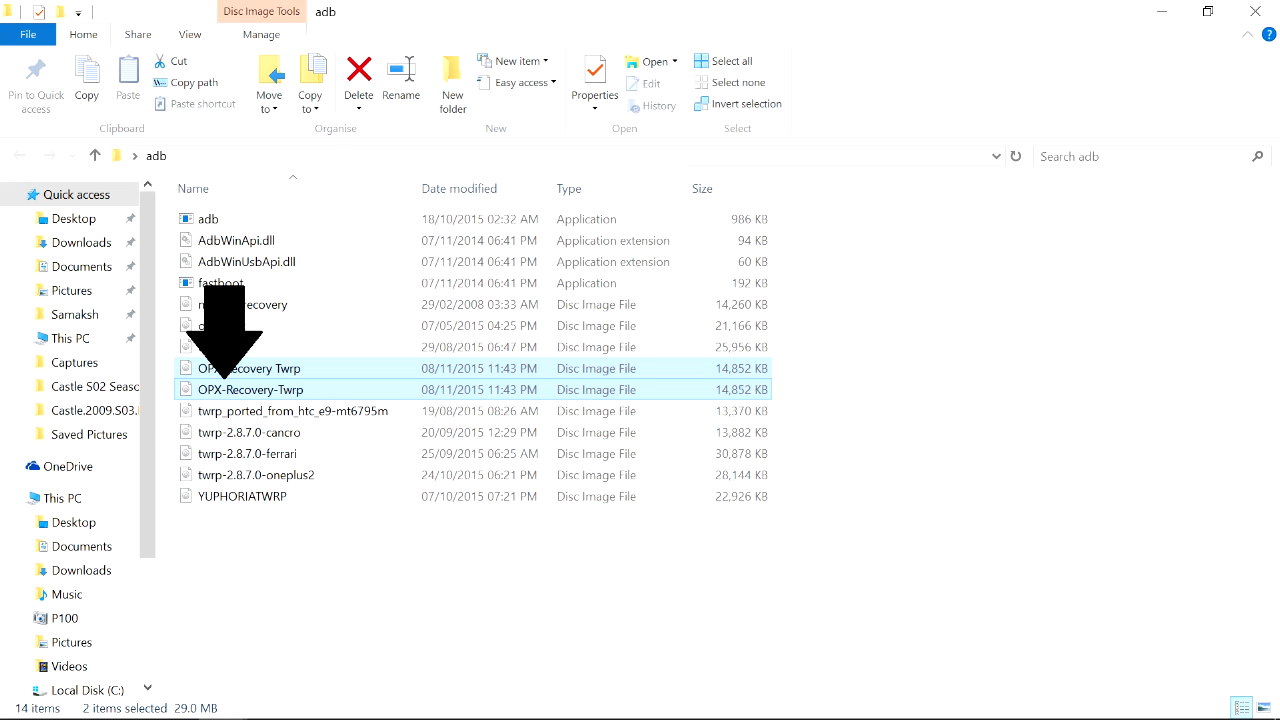 Disc Image Tools adb
File Home Share View Manage
Pin to Quick access
Copy
Paste
Cut
Copy path
Paste shortcut
Clipboard
Move to
Copy to
Delete
Rename
Organise
New folder
New item
Easy access
New
Properties
Open
Edit
History
Open
Select all
Select none
Invert selection
Select
adb
Search adb
Quick access
Desktop
Downloads
Documents
Pictures
Samaksh
This PC
Captures
Castle S02 Seaso
Castle.2009.S03.
Saved Pictures
OneDrive
This PC
Desktop
Documents
Downloads
Music
P100
Pictures
Videos
Local Disk (C:)
Name Date modified Type Size
adb 18/10/2015 02:32 AM Application 986 KB
AdbWinApi.dll 07/11/2014 06:41 PM Application extension 94 KB
AdbWinUsbApi.dll 07/11/2014 06:41 PM Application extension 60 KB
fastboot 07/11/2014 06:41 PM Application 192 KB
recovery 29/02/2008 03:33 AM Disc Image File 14,260 KB
07/05/2015 04:25 PM Disc Image File 21,166 KB
29/08/2015 06:47 PM Disc Image File 25,956 KB
OPX-Recovery Twrp 08/11/2015 11:43 PM Disc Image File 14,852 KB
OPX-Recovery-Twrp 08/11/2015 11:43 PM Disc Image File 14,852 KB
twrp_ported_from_htc_e9-mt6795m 19/08/2015 08:26 AM Disc Image File 13,370 KB
twrp-2.8.7.0-cancro 20/09/2015 12:29 PM Disc Image File 13,882 KB
twrp-2.8.7.0-ferrari 25/09/2015 06:25 AM Disc Image File 30,878 KB
twrp-2.8.7.0-oneplus2 24/10/2015 06:21 PM Disc Image File 28,144 KB
YUPHORIATWRP 07/10/2015 07:21 PM Disc Image File 22,926 KB
14 items 2 items selected 29.0 MB